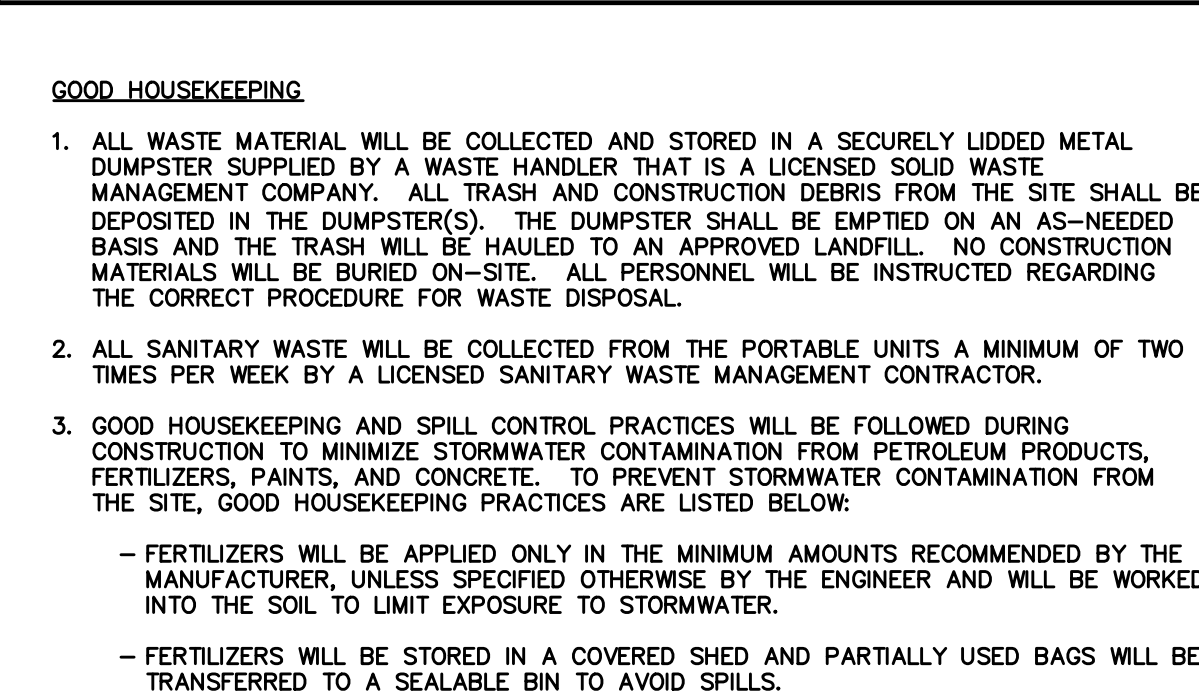 GOOD HOUSEKEEPING
1. ALL WASTE MATERIAL WILL BE COLLECTED AND STORED IN A SECURELY LIDDED METAL
DUMPSTER SUPPLIED BY A WASTE HANDLER THAT IS A LICENSED SOLID WASTE
MANAGEMENT COMPANY. ALL TRASH AND CONSTRUCTION DEBRIS FROM THE SITE SHALL BE
DEPOSITED IN THE DUMPSTER(S). THE DUMPSTER SHALL BE EMPTIED ON AN AS–NEEDED
BASIS AND THE TRASH WILL BE HAULED TO AN APPROVED LANDFILL. NO CONSTRUCTION
MATERIALS WILL BE BURIED ON–SITE. ALL PERSONNEL WILL BE INSTRUCTED REGARDING
THE CORRECT PROCEDURE FOR WASTE DISPOSAL.
2. ALL SANITARY WASTE WILL BE COLLECTED FROM THE PORTABLE UNITS A MINIMUM OF TWO
TIMES PER WEEK BY A LICENSED SANITARY WASTE MANAGEMENT CONTRACTOR.
3. GOOD HOUSEKEEPING AND SPILL CONTROL PRACTICES WILL BE FOLLOWED DURING
CONSTRUCTION TO MINIMIZE STORMWATER CONTAMINATION FROM PETROLEUM PRODUCTS,
FERTILIZERS, PAINTS, AND CONCRETE. TO PREVENT STORMWATER CONTAMINATION FROM
THE SITE, GOOD HOUSEKEEPING PRACTICES ARE LISTED BELOW:
– FERTILIZERS WILL BE APPLIED ONLY IN THE MINIMUM AMOUNTS RECOMMENDED BY THE
MANUFACTURER, UNLESS SPECIFIED OTHERWISE BY THE ENGINEER AND WILL BE WORKED
INTO THE SOIL TO LIMIT EXPOSURE TO STORMWATER.
– FERTILIZERS WILL BE STORED IN A COVERED SHED AND PARTIALLY USED BAGS WILL BE
TRANSFERRED TO A SEALABLE BIN TO AVOID SPILLS.